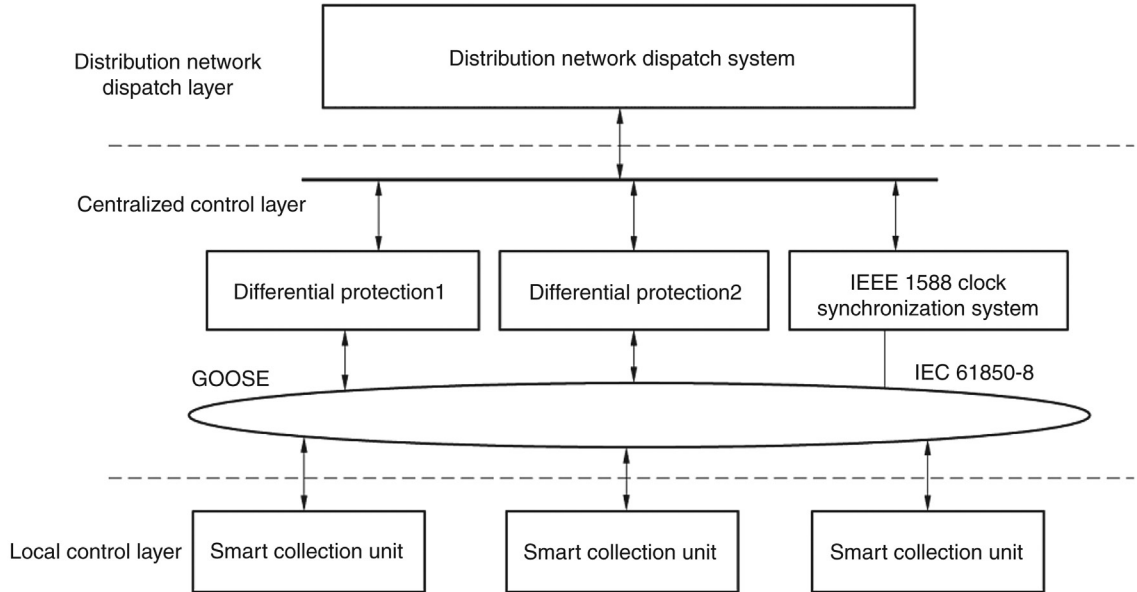 Distribution network
dispatch layer
Distribution network dispatch system
Centralized control layer
Differential protection1
Differential protection2
IEEE 1588 clock
synchronization system
GOOSE
IEC 61850-8
Local control layer
Smart collection unit
Smart collection unit
Smart collection unit